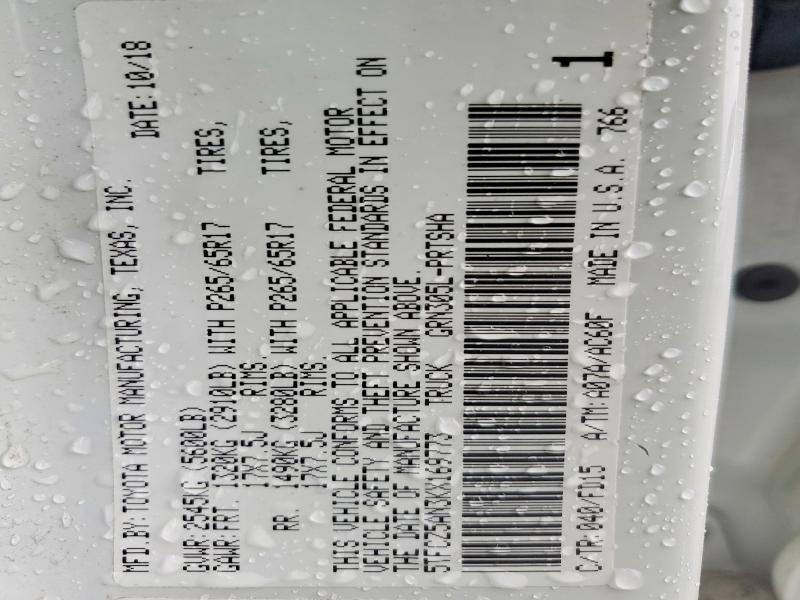 MFD. BY: TOYOTA MOTOR MANUFACTURING, TEXAS, INC. DATE: 10/18
GVWR: 2545KG (5600LB)
GAWR: FRT. 1320KG (2910LB) WITH P265/65R17 TIRES,
17X7.5J RIMS.
RR. 1490KG (3280LB) WITH P265/65R17 TIRES,
17X7.5J RIMS.
THIS VEHICLE CONFORMS TO ALL APPLICABLE FEDERAL MOTOR
VEHICLE SAFETY AND THEFT PREVENTION STANDARDS IN EFFECT ON
THE DATE OF MANUFACTURE SHOWN ABOVE.
TRUCK GRN305L-PRTSHA
C/TR: 040/FD15 A/TM: A07A/AC60F MADE IN U.S.A. 766
1